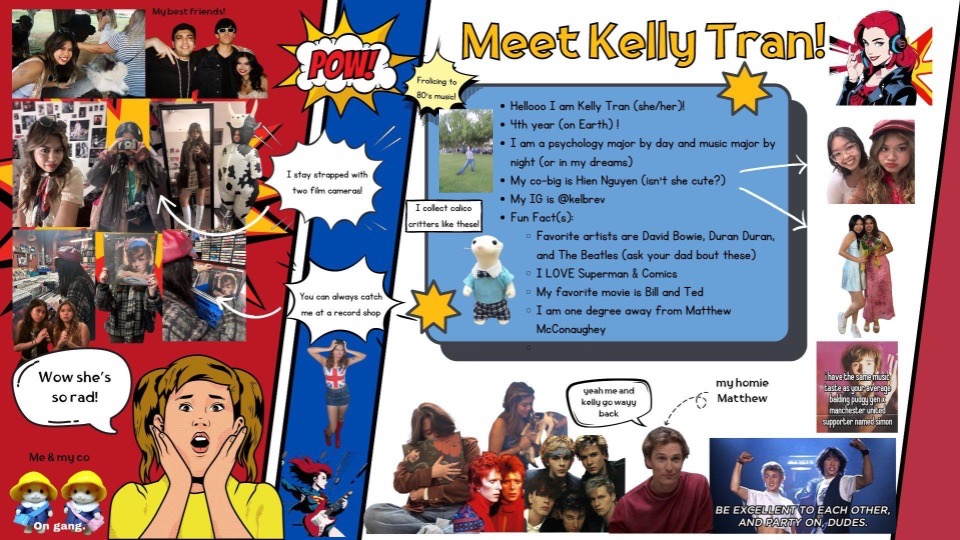 My best friends!
POW!
Meet Kelly Tran!
Frolicing to
80's music!
Hellooo I am Kelly Tran (she/her)!
4th year (on Earth) !
I am a psychology major by day and music major by
night (or in my dreams)
My co-big is Hien Nguyen (isn't she cute?)
My IG is @kelbrev
Fun Fact(s):
Favorite artists are David Bowie, Duran Duran,
and The Beatles (ask your dad bout these)
I LOVE Superman & Comics
My favorite movie is Bill and Ted
I am one degree away from Matthew
McConaughey
I stay strapped with
two film cameras!
I collect calico
critters like these!
You can always catch
me at a record shop
Wow she's
so rad!
Me & my co
On gang.
yeah me and
kelly go wayy
back
my homie
Matthew
i have the same music
taste as your average
balding pudgy gen x
manchester united
supporter named simon
BE EXCELLENT TO EACH OTHER,
AND PARTY ON, DUDES.